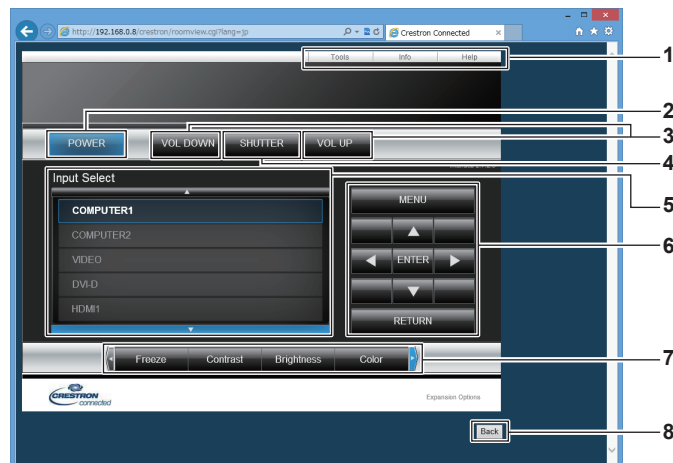 http://192.168.0.8/crestron/roomview.cgi?lang=jp
Crestron Connected
Tools Info Help
1
2
POWER VOL DOWN SHUTTER VOL UP
3
4
Input Select
MENU
5
COMPUTER1
COMPUTER2
VIDEO
ENTER
6
DVI-D
HDMI1
RETURN
Freeze Contrast Brightness Color
7
CRESTRON
connected
Expansion Options
Back
8